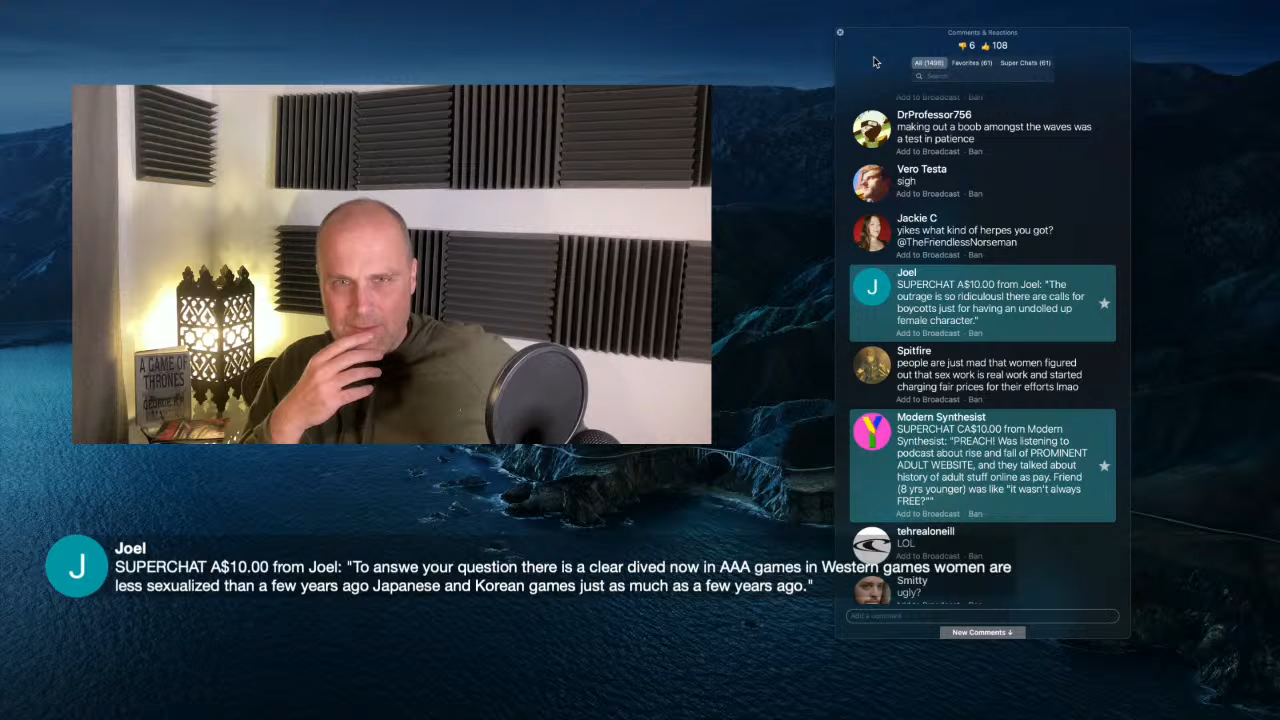 Comments & Reactions
👎 6 👍 108
All (1498) Favorites (61) Super Chats (61)
Search
Add to Broadcast · Ban
DrProfessor756
making out a boob amongst the waves was
a test in patience
Add to Broadcast · Ban
Vero Testa
sigh
Add to Broadcast · Ban
Jackie C
yikes what kind of herpes you got?
@TheFriendlessNorseman
Add to Broadcast · Ban
J
Joel
SUPERCHAT A$10.00 from Joel: "The
outrage is so ridiculousl there are calls for
boycotts just for having an undolled up
female character."
Add to Broadcast · Ban
Spitfire
people are just mad that women figured
out that sex work is real work and started
charging fair prices for their efforts lmao
Add to Broadcast · Ban
Modern Synthesist
SUPERCHAT CA$10.00 from Modern
Synthesist: "PREACH! Was listening to
podcast about rise and fall of PROMINENT
ADULT WEBSITE, and they talked about
history of adult stuff online as pay. Friend
(8 yrs younger) was like "it wasn't always
FREE?""
Add to Broadcast · Ban
tehrealoneill
LOL
Add to Broadcast · Ban
Smitty
ugly?
Add a comment
New Comments ↓
A GAME OF
THRONES
GEORGE R.R.
J
Joel
SUPERCHAT A$10.00 from Joel: "To answe your question there is a clear dived now in AAA games in Western games women are
less sexualized than a few years ago Japanese and Korean games just as much as a few years ago."